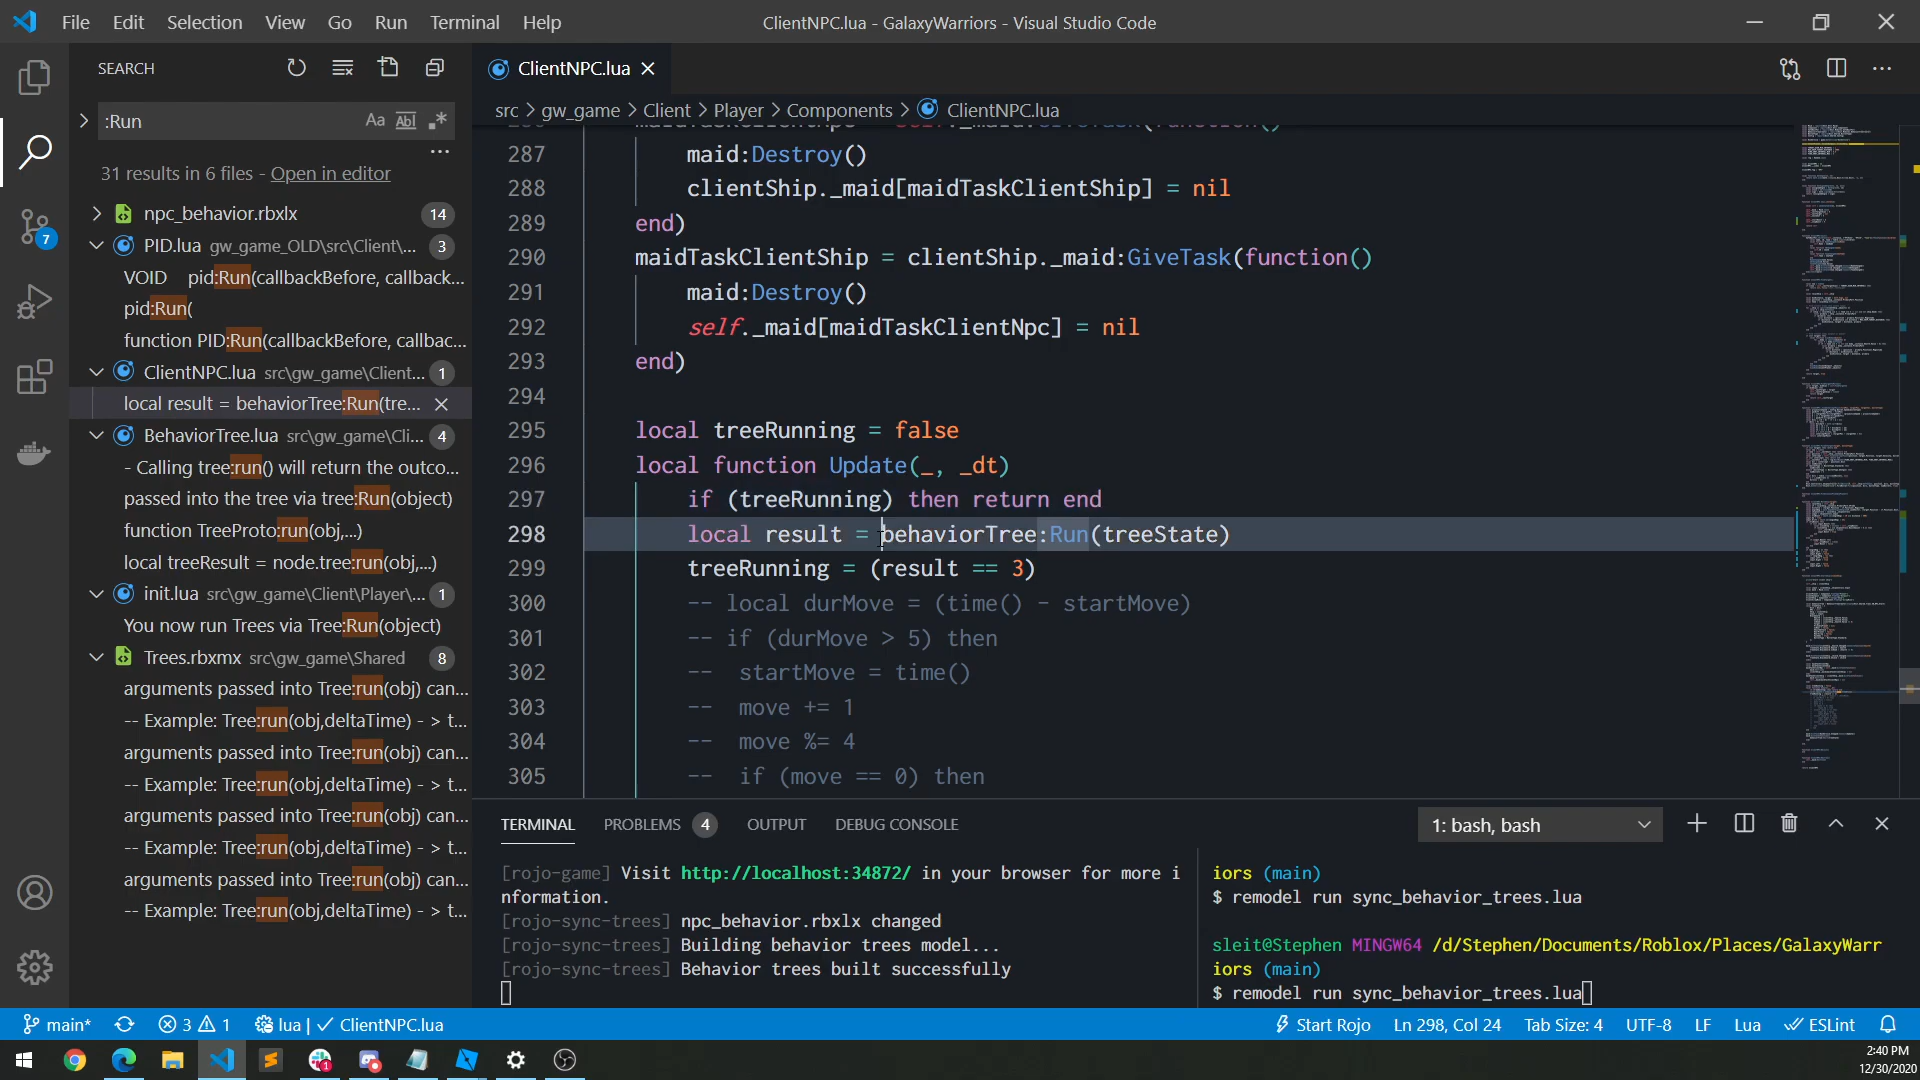 File Edit Selection View Go Run Terminal Help
ClientNPC.lua - GalaxyWarriors - Visual Studio Code
SEARCH
:Run
Aa
31 results in 6 files - Open in editor
npc_behavior.rbxlx 14
PID.lua gw_game_OLD\src\Client\... 3
VOID pid:Run(callbackBefore, callback...
pid:Run(
function PID:Run(callbackBefore, callbac...
ClientNPC.lua src\gw_game\Client... 1
local result = behaviorTree:Run(tre...
BehaviorTree.lua src\gw_game\Cli... 4
- Calling tree:run() will return the outco...
passed into the tree via tree:Run(object)
function TreeProto:run(obj,...)
local treeResult = node.tree:run(obj,...)
init.lua src\gw_game\Client\Player\... 1
You now run Trees via Tree:Run(object)
Trees.rbxmx src\gw_game\Shared 8
arguments passed into Tree:run(obj) can...
-- Example: Tree:run(obj,deltaTime) - > t...
arguments passed into Tree:run(obj) can...
-- Example: Tree:run(obj,deltaTime) - > t...
arguments passed into Tree:run(obj) can...
-- Example: Tree:run(obj,deltaTime) - > t...
arguments passed into Tree:run(obj) can...
-- Example: Tree:run(obj,deltaTime) - > t...
7
ClientNPC.lua
src > gw_game > Client > Player > Components > ClientNPC.lua
287 maid:Destroy()
288 clientShip._maid[maidTaskClientShip] = nil
289 end)
290 maidTaskClientShip = clientShip._maid:GiveTask(function()
291 maid:Destroy()
292 self._maid[maidTaskClientNpc] = nil
293 end)
294
295 local treeRunning = false
296 local function Update(_, _dt)
297 if (treeRunning) then return end
298 local result = behaviorTree:Run(treeState)
299 treeRunning = (result == 3)
300 -- local durMove = (time() - startMove)
301 -- if (durMove > 5) then
302 -- startMove = time()
303 -- move += 1
304 -- move %= 4
305 -- if (move == 0) then
TERMINAL PROBLEMS 4 OUTPUT DEBUG CONSOLE
1: bash, bash
[rojo-game] Visit http://localhost:34872/ in your browser for more i
nformation.
[rojo-sync-trees] npc_behavior.rbxlx changed
[rojo-sync-trees] Building behavior trees model...
[rojo-sync-trees] Behavior trees built successfully
iors (main)
$ remodel run sync_behavior_trees.lua
sleit@Stephen MINGW64 /d/Stephen/Documents/Roblox/Places/GalaxyWarr
iors (main)
$ remodel run sync_behavior_trees.lua
main* 3 1 lua | ✓ ClientNPC.lua
Start Rojo Ln 298, Col 24 Tab Size: 4 UTF-8 LF Lua ESLint
2:40 PM
12/30/2020